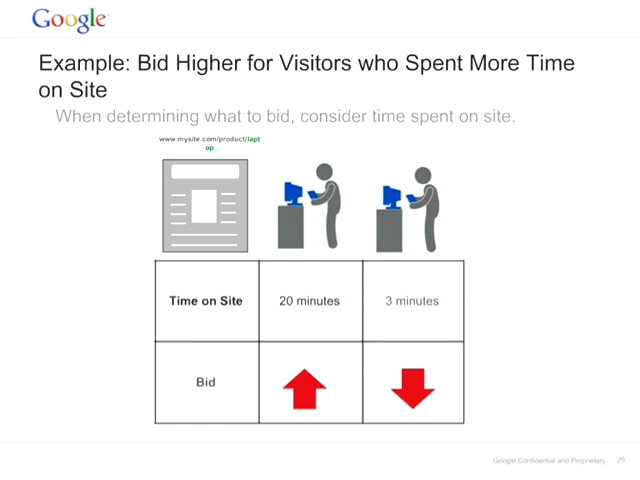 Google
Example: Bid Higher for Visitors who Spent More Time
on Site
When determining what to bid, consider time spent on site.
www.mysite.com/product/lapt
op
Time on Site 20 minutes 3 minutes
Bid
Google Confidential and Proprietary 29